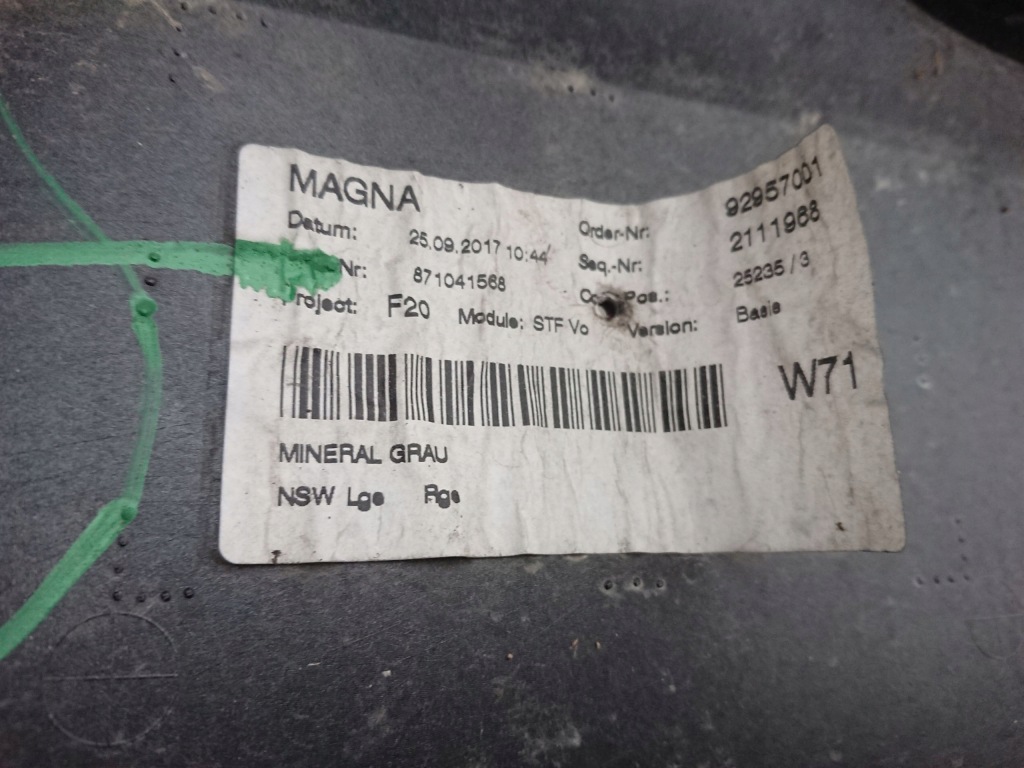 MAGNA
Datum: 25.09.2017 10:44 Order-Nr: 92957001
Nr: 871041568 Seq.-Nr: 2111968
Pos.: 25235 / 3
Project: F20 Module: STF Vo Version: Basis
W71
MINERAL GRAU
NSW Lge Rgs